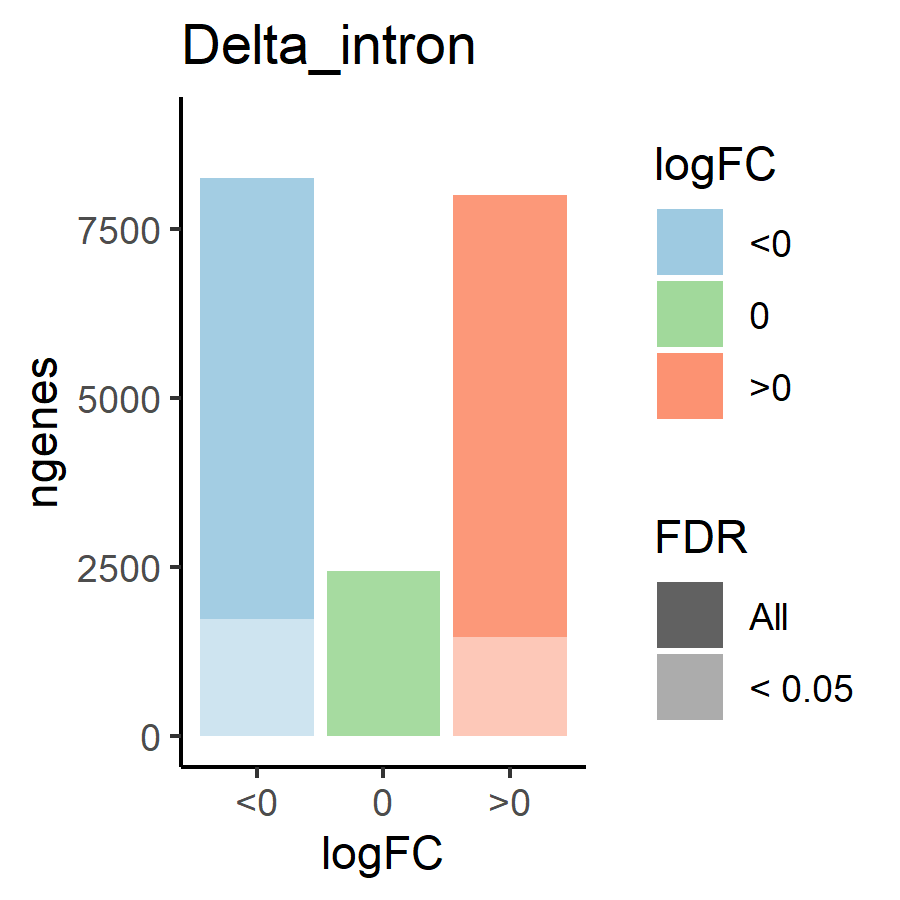 Delta_intron
ngenes
7500
5000
2500
0
<0
0
>0
logFC
logFC
<0
0
>0
FDR
All
< 0.05